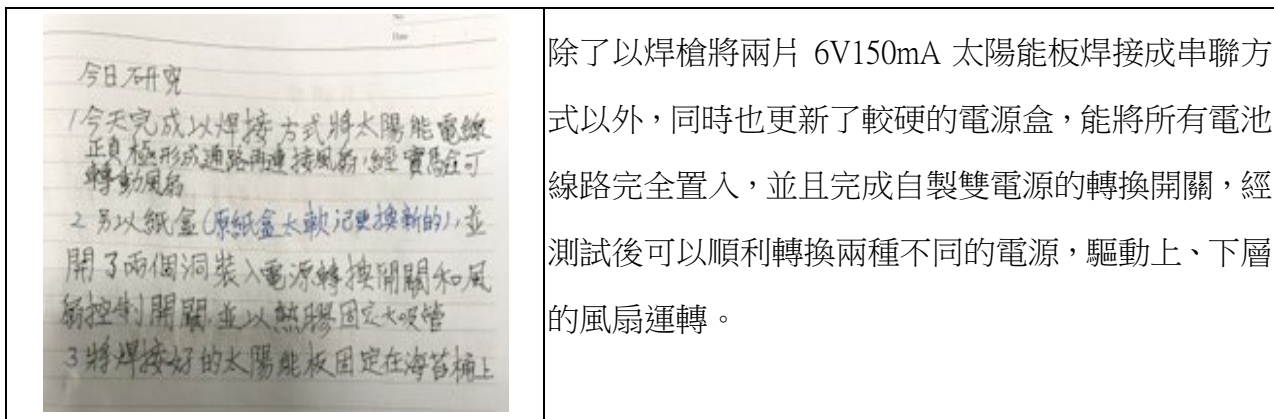 No.
Date
今日研究
1 今天完成以焊接方式將太陽能電線
正負極形成通路再連接風扇,經實驗可
轉動風扇
2 另以紙盒(原紙盒太軟已更換新的),並
開了兩個洞裝入電源轉換開關和風
扇控制開關,並以熱膠固定大吸管
3 將焊接好的太陽能板固定在海苔桶上
除了以焊槍將兩片 6V150mA 太陽能板焊接成串聯方
式以外,同時也更新了較硬的電源盒,能將所有電池
線路完全置入,並且完成自製雙電源的轉換開關,經
測試後可以順利轉換兩種不同的電源,驅動上、下層
的風扇運轉。